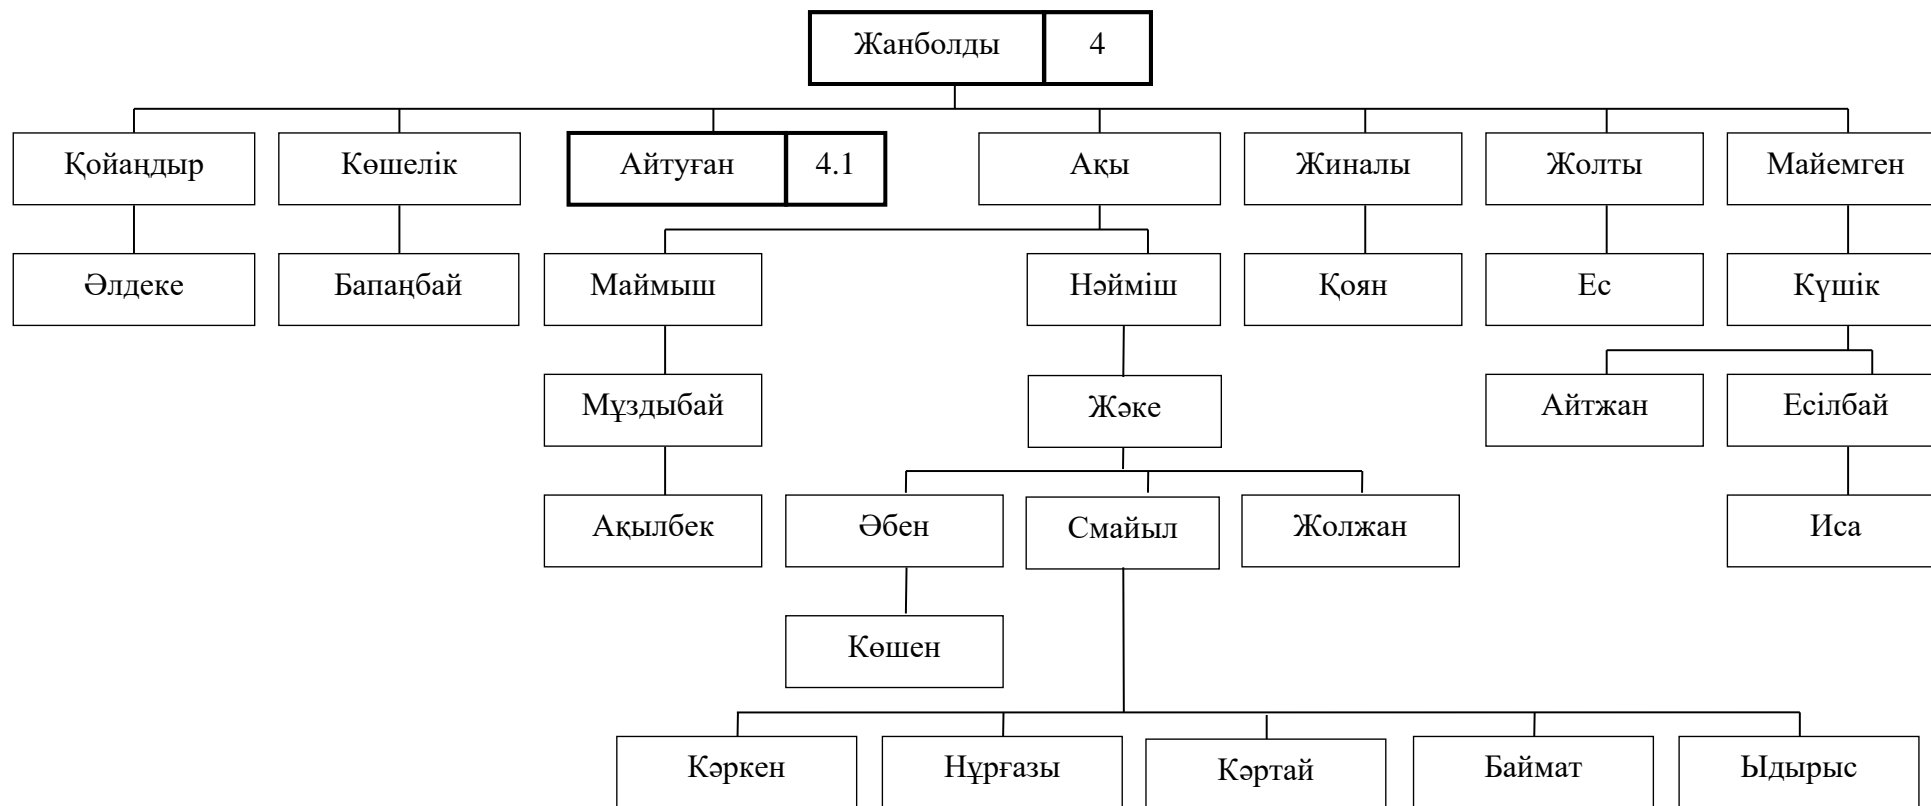 Жанболды 4
Қойаңдыр Көшелік Айтуған 4.1 Ақы Жиналы Жолты Майемген
Әлдеке Бапаңбай Маймыш Нәйміш Қоян Ес Күшік
Мұздыбай Жәке Айтжан Есілбай
Ақылбек Әбен Смайыл Жолжан Иса
Көшен
Кәркен Нұрғазы Кәртай Баймат Ыдырыс